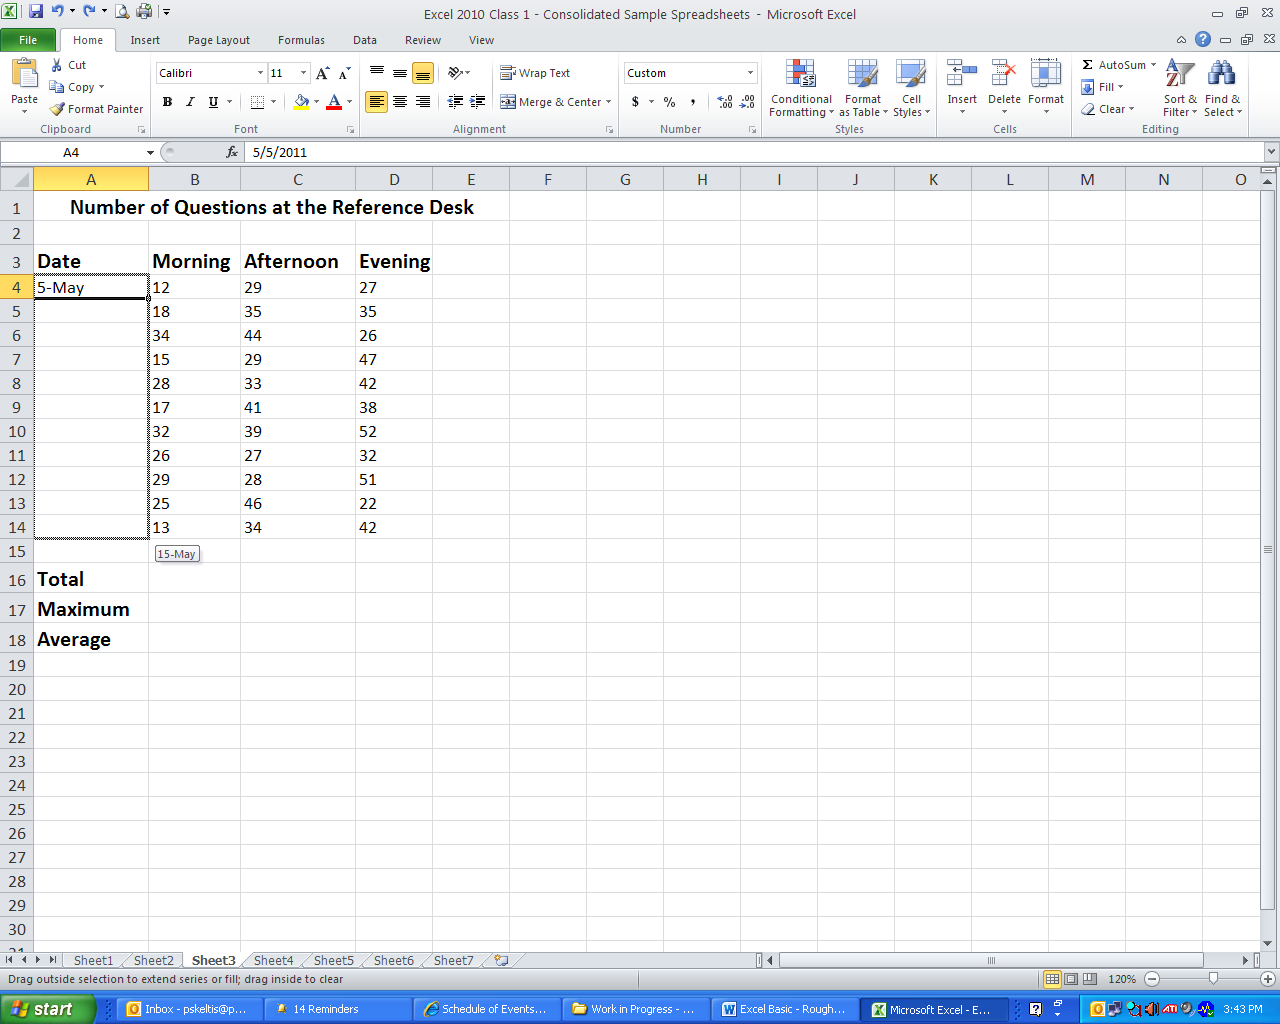 Excel 2010 Class 1 - Consolidated Sample Spreadsheets - Microsoft Excel
File Home Insert Page Layout Formulas Data Review View
Paste Cut Calibri 11 Wrap Text Custom Conditional Formatting Format as Table Cell Styles Insert Delete Format AutoSum Sort & Filter Find & Select
Copy Fill
Format Painter B I U A Merge & Center $ % , Clear
Clipboard Font Alignment Number Styles Cells Editing
A4 fx 5/5/2011
A B C D E F G H I J K L M N O
1 Number of Questions at the Reference Desk
2
3 Date Morning Afternoon Evening
4 5-May 12 29 27
5 18 35 35
6 34 44 26
7 15 29 47
8 28 33 42
9 17 41 38
10 32 39 52
11 26 27 32
12 29 28 51
13 25 46 22
14 13 34 42
15 15-May
16 Total
17 Maximum
18 Average
19
20
21
22
23
24
25
26
27
28
29
30
Sheet1 Sheet2 Sheet3 Sheet4 Sheet5 Sheet6 Sheet7
Drag outside selection to extend series or fill; drag inside to clear 120%
start Inbox - pskeltis@p... 14 Reminders Schedule of Events... Work in Progress - ... Excel Basic - Rough... Microsoft Excel - E... 3:43 PM